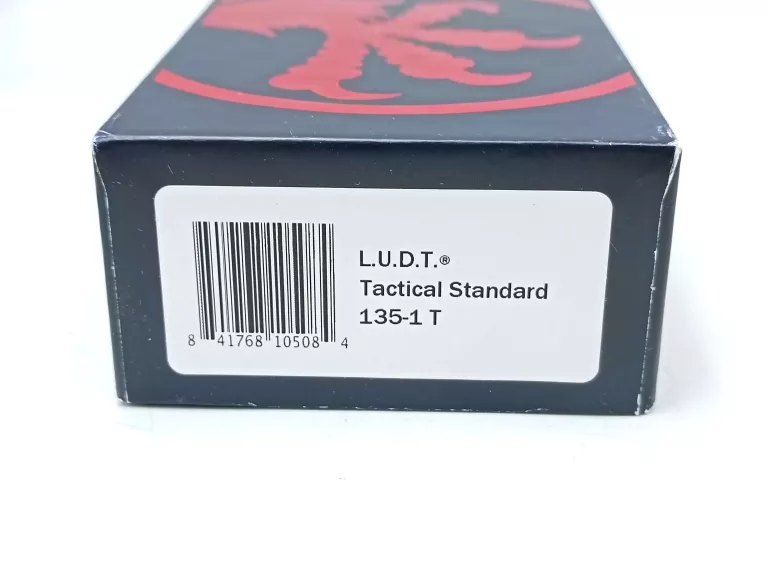 L.U.D.T.®
Tactical Standard
135-1 T
8 41768 10508 4